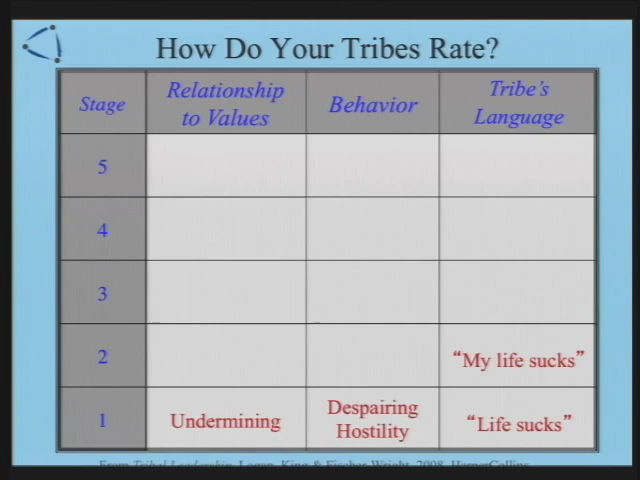 How Do Your Tribes Rate?
Stage
Relationship
to Values
Behavior
Tribe's
Language
5
4
3
2
“My life sucks”
1
Undermining
Despairing
Hostility
“Life sucks”
From Tribal Leadership, Logan, King & Fischer-Wright, 2008, HarperCollins